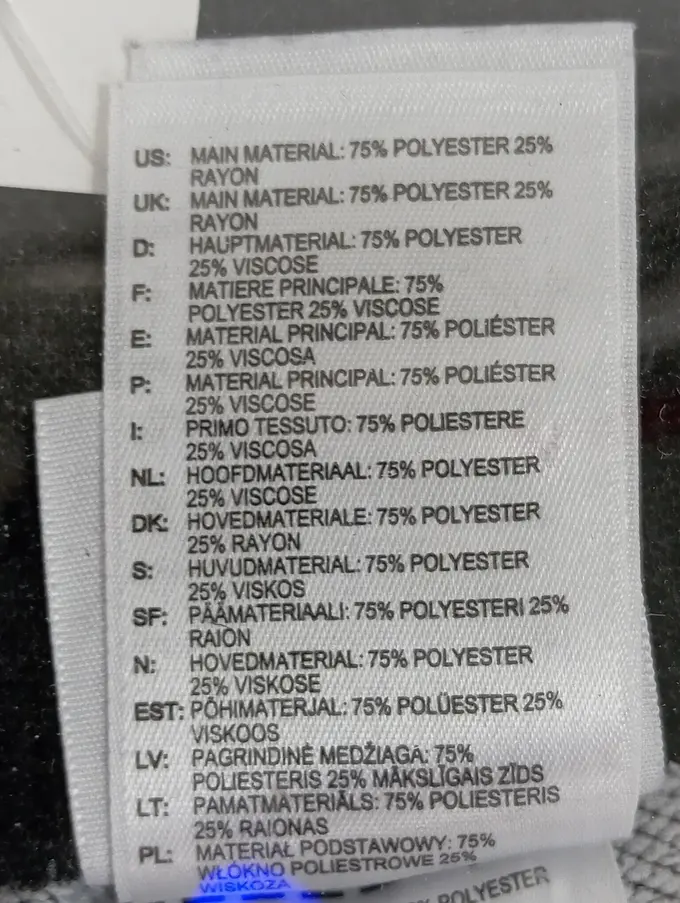 US: MAIN MATERIAL: 75% POLYESTER 25%
RAYON
UK: MAIN MATERIAL: 75% POLYESTER 25%
RAYON
D: HAUPTMATERIAL: 75% POLYESTER
25% VISCOSE
F: MATIERE PRINCIPALE: 75%
POLYESTER 25% VISCOSE
E: MATERIAL PRINCIPAL: 75% POLIÉSTER
25% VISCOSA
P: MATERIAL PRINCIPAL: 75% POLIÉSTER
25% VISCOSE
I: PRIMO TESSUTO: 75% POLIESTERE
25% VISCOSA
NL: HOOFDMATERIAAL: 75% POLYESTER
25% VISCOSE
DK: HOVEDMATERIALE: 75% POLYESTER
25% RAYON
S: HUVUDMATERIAL: 75% POLYESTER
25% VISKOS
SF: PÄÄMATERIAALI: 75% POLYESTERI 25%
RAION
N: HOVEDMATERIAL: 75% POLYESTER
25% VISKOSE
EST: PÕHIMATERJAL: 75% POLÜESTER 25%
VISKOOS
LV: PAGRINDINĖ MEDŽIAGA: 75%
POLIESTERIS 25% MĀKSLĪGAIS ZĪDS
LT: PAMATMATERIĀLS: 75% POLIESTERIS
25% RAIONAS
PL: MATERIAŁ PODSTAWOWY: 75%
WŁÓKNO POLIESTROWE 25%
WISKOZA
% POLYESTER